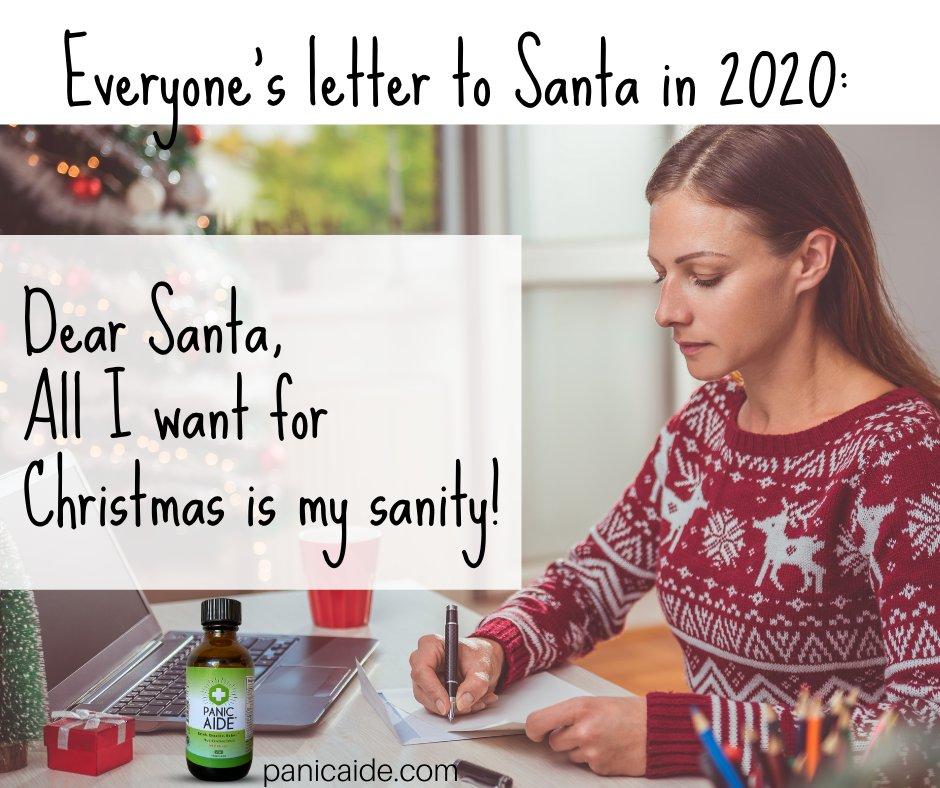 Everyone's letter to Santa in 2020:
Dear Santa,
All I want for
Christmas is my sanity!
PANIC
AIDE
panicaide.com